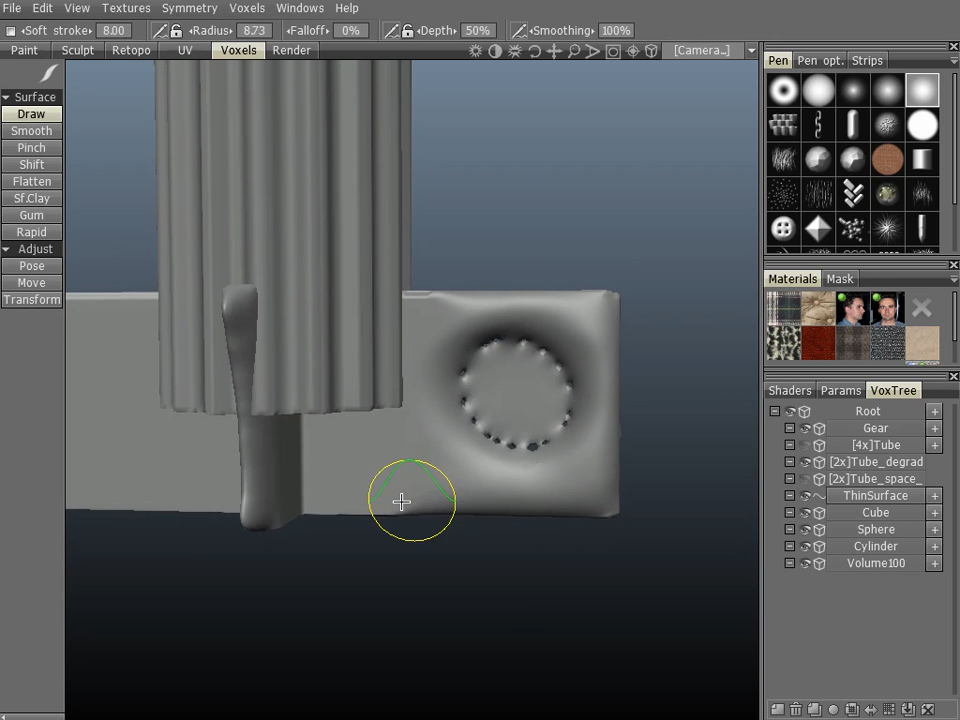 File Edit View Textures Symmetry Voxels Windows Help
Soft stroke 8.00 Radius 8.73 Falloff 0% Depth 50% Smoothing 100%
Paint Sculpt Retopo UV Voxels Render [Camera...]
Surface
Draw
Smooth
Pinch
Shift
Flatten
Sf.Clay
Gum
Rapid
Adjust
Pose
Move
Transform
Pen Pen opt. Strips
Materials Mask
Shaders Params VoxTree
Root +
Gear +
[4x]Tube +
[2x]Tube_degrad
[2x]Tube_space_
ThinSurface +
Cube +
Sphere +
Cylinder +
Volume100 +